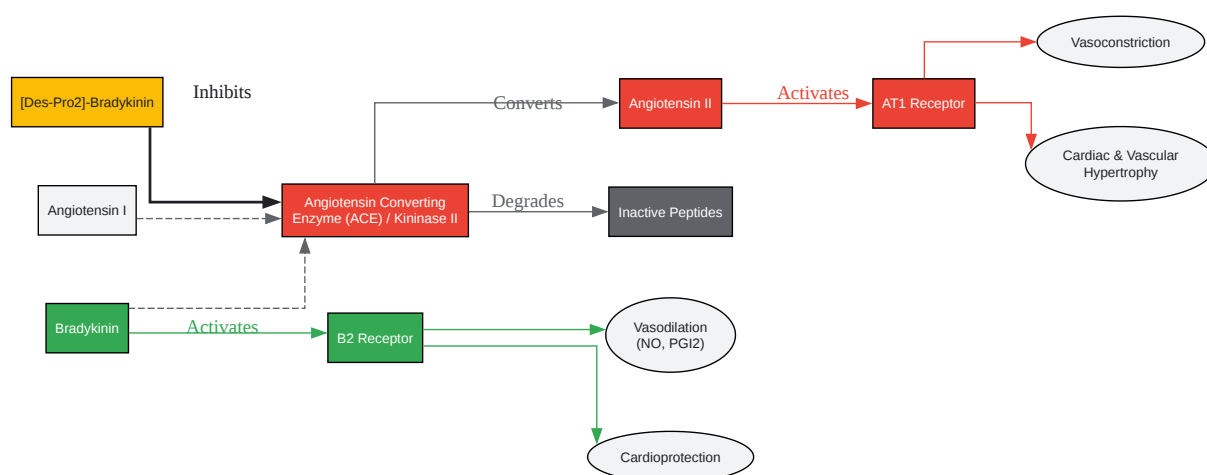 Vasoconstriction
[Des-Pro2]-Bradykinin
Inhibits
Converts
Angiotensin II
Activates
AT1 Receptor
Cardiac & Vascular
Hypertrophy
Angiotensin I
Angiotensin Converting
Enzyme (ACE) / Kininase II
Degrades
Inactive Peptides
Bradykinin
Activates
B2 Receptor
Vasodilation
(NO, PGI2)
Cardioprotection